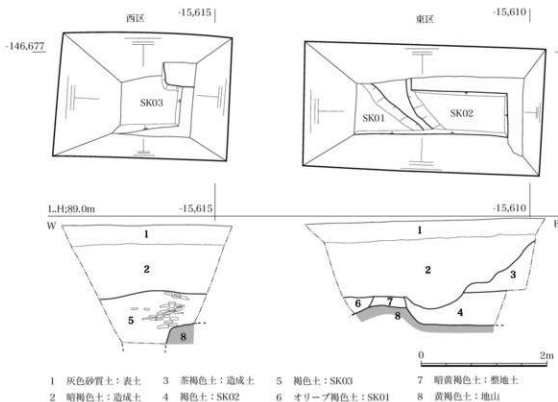 西区
-15,615
東区
-15,610
-146,677
SK03
SK01
SK02
L.H;89.0m
-15,615
-15,610
W
E
1
1
2
2
3
5
6
7
8
4
8
0
2m
1 灰色砂質土：表土
3 茶褐色土：造成土
5 褐色土：SK03
7 暗黄褐色土：整地土
2 暗褐色土：造成土
4 褐色土：SK02
6 オリーブ褐色土：SK01
8 黄褐色土：地山